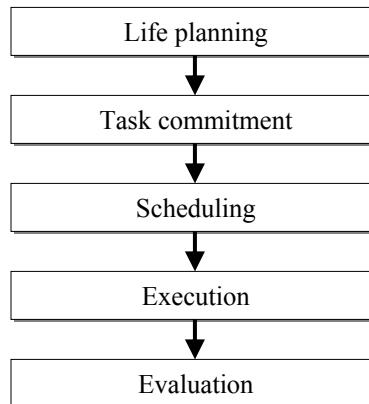 Life planning
Task commitment
Scheduling
Execution
Evaluation